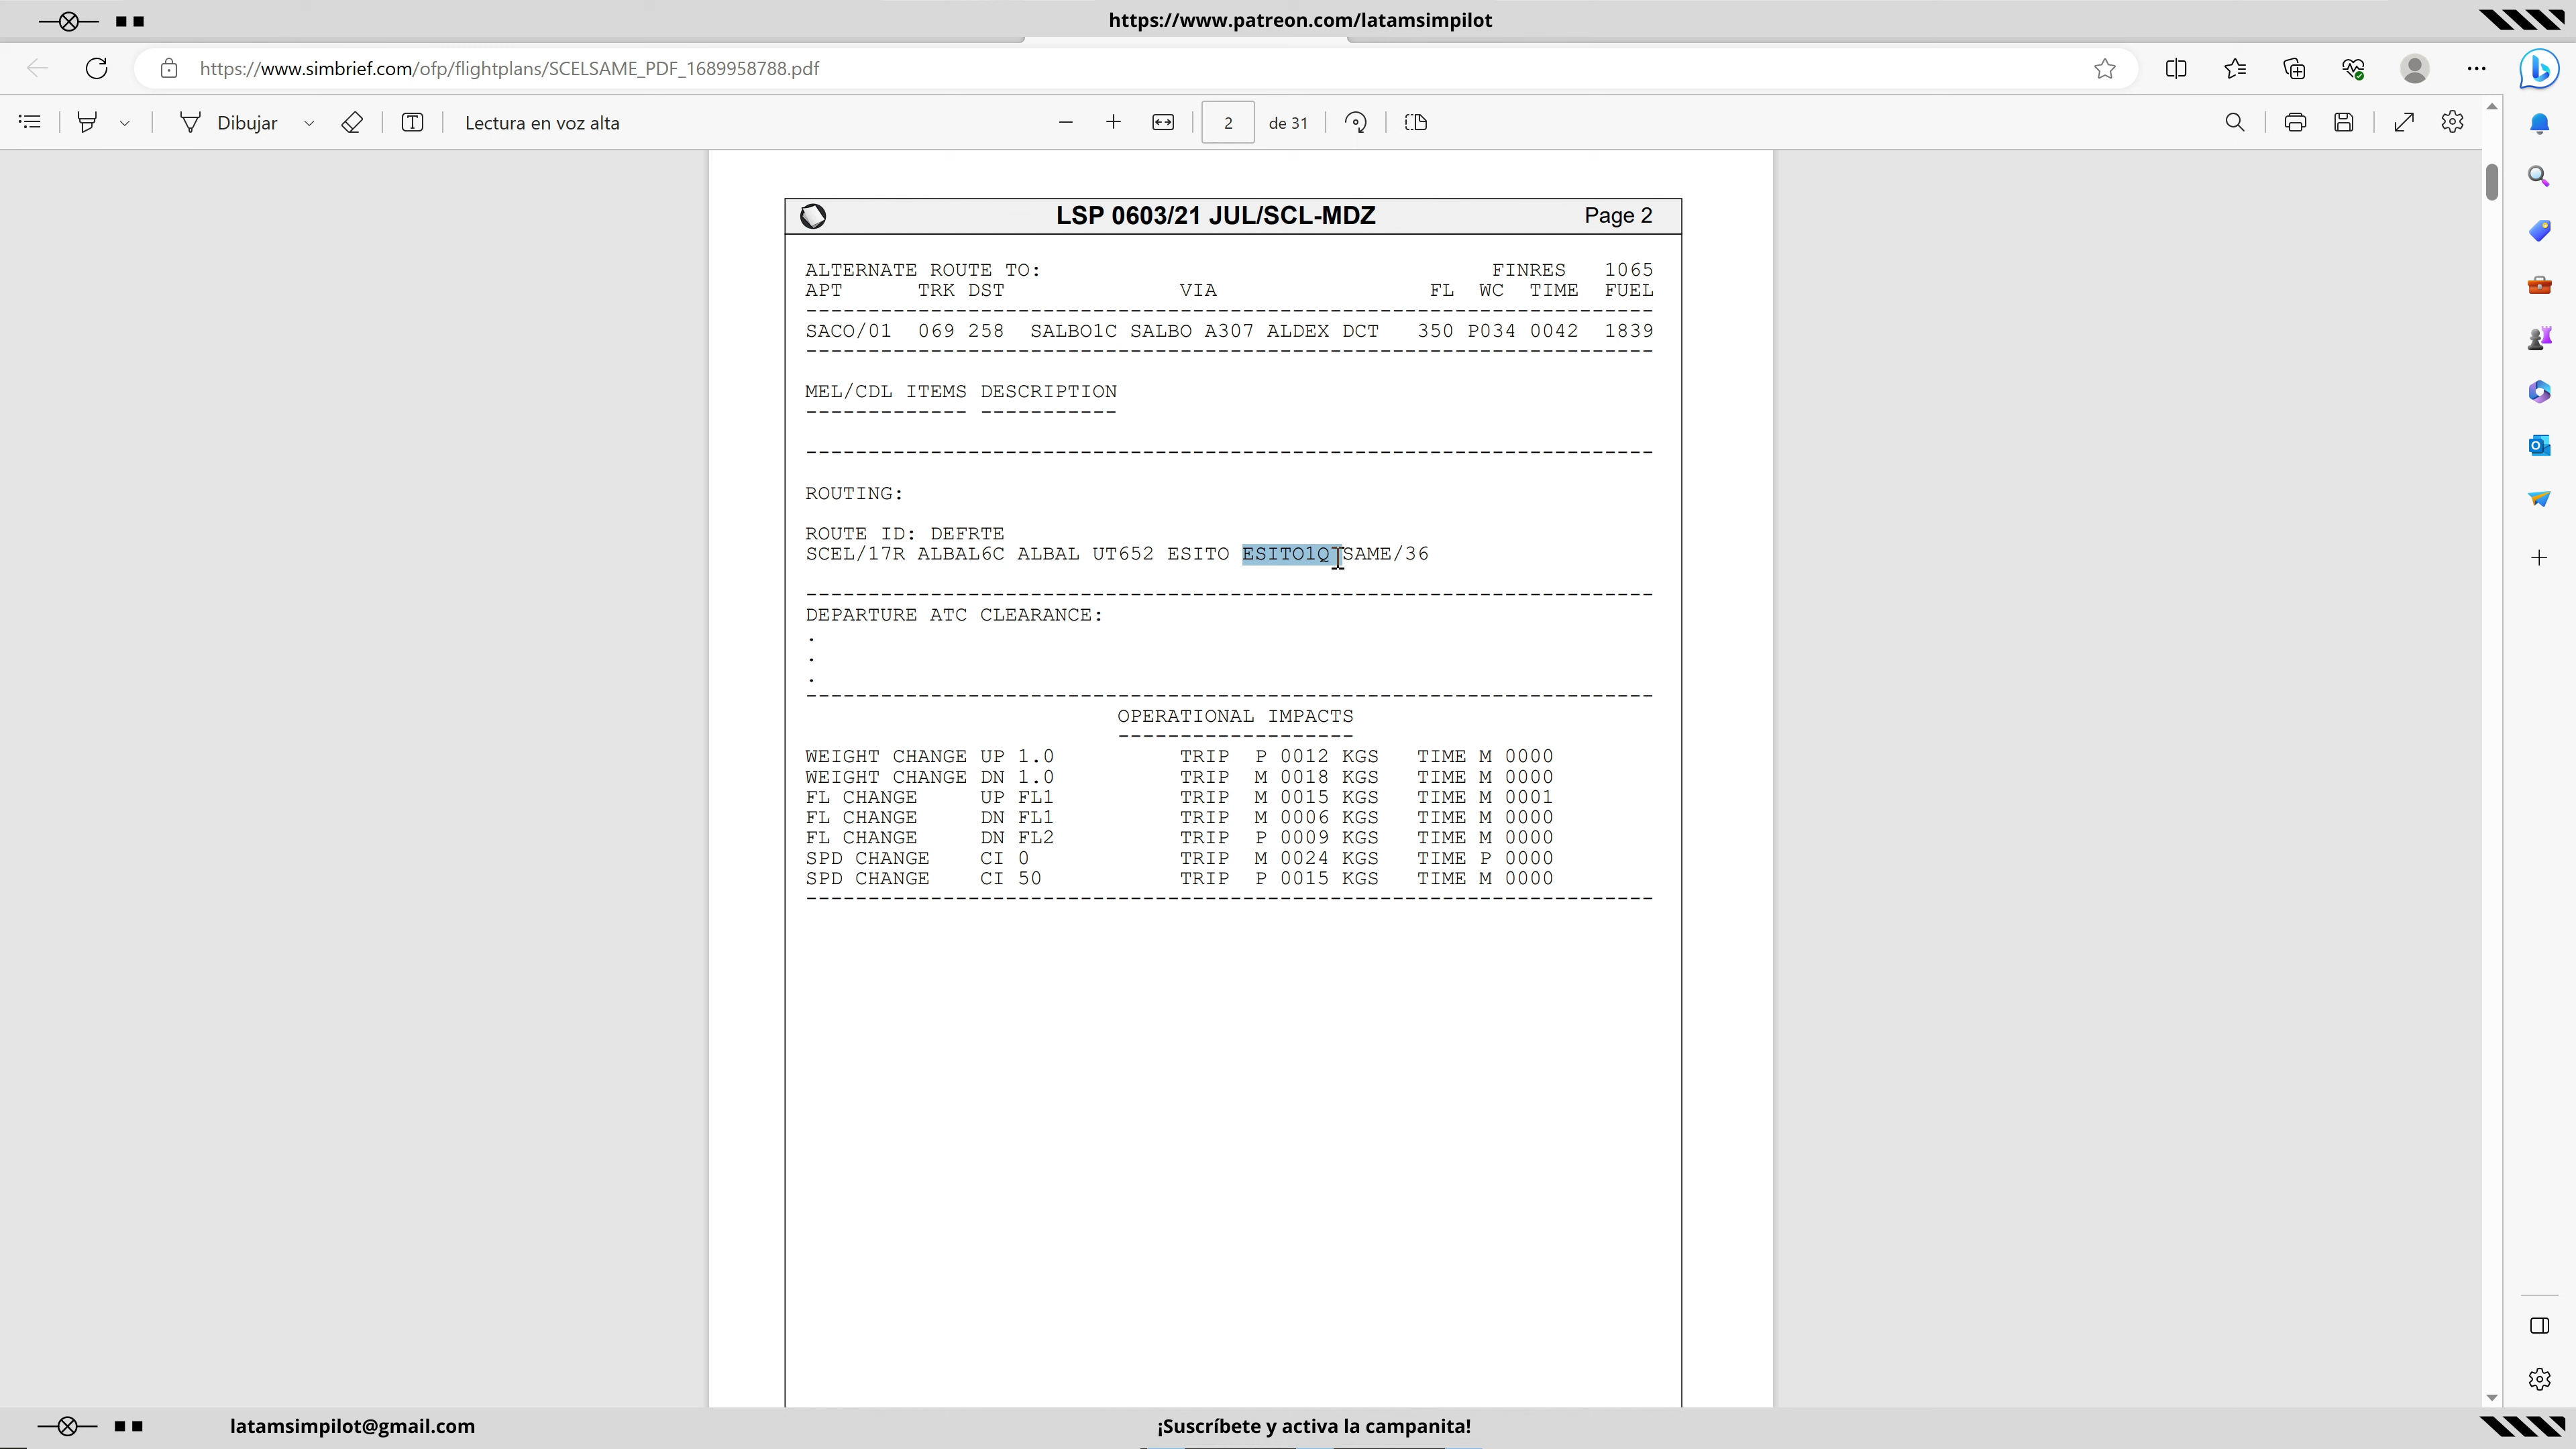 https://www.patreon.com/latamsimpilot
https://www.simbrief.com/ofp/flightplans/SCELSAME_PDF_1689958788.pdf
Dibujar
Lectura en voz alta
2 de 31
LSP 0603/21 JUL/SCL-MDZ Page 2
ALTERNATE ROUTE TO: FINRES 1065
APT TRK DST VIA FL WC TIME FUEL
--------------------------------------------------------------------
SACO/01 069 258 SALBO1C SALBO A307 ALDEX DCT 350 P034 0042 1839
--------------------------------------------------------------------
MEL/CDL ITEMS DESCRIPTION
------------- -----------
--------------------------------------------------------------------
ROUTING:
ROUTE ID: DEFRTE
SCEL/17R ALBAL6C ALBAL UT652 ESITO ESITO1Q SAME/36
--------------------------------------------------------------------
DEPARTURE ATC CLEARANCE:
.
.
.
--------------------------------------------------------------------
OPERATIONAL IMPACTS
-------------------
WEIGHT CHANGE UP 1.0 TRIP P 0012 KGS TIME M 0000
WEIGHT CHANGE DN 1.0 TRIP M 0018 KGS TIME M 0000
FL CHANGE UP FL1 TRIP M 0015 KGS TIME M 0001
FL CHANGE DN FL1 TRIP M 0006 KGS TIME M 0000
FL CHANGE DN FL2 TRIP P 0009 KGS TIME M 0000
SPD CHANGE CI 0 TRIP M 0024 KGS TIME P 0000
SPD CHANGE CI 50 TRIP P 0015 KGS TIME M 0000
--------------------------------------------------------------------
latamsimpilot@gmail.com
¡Suscríbete y activa la campanita!